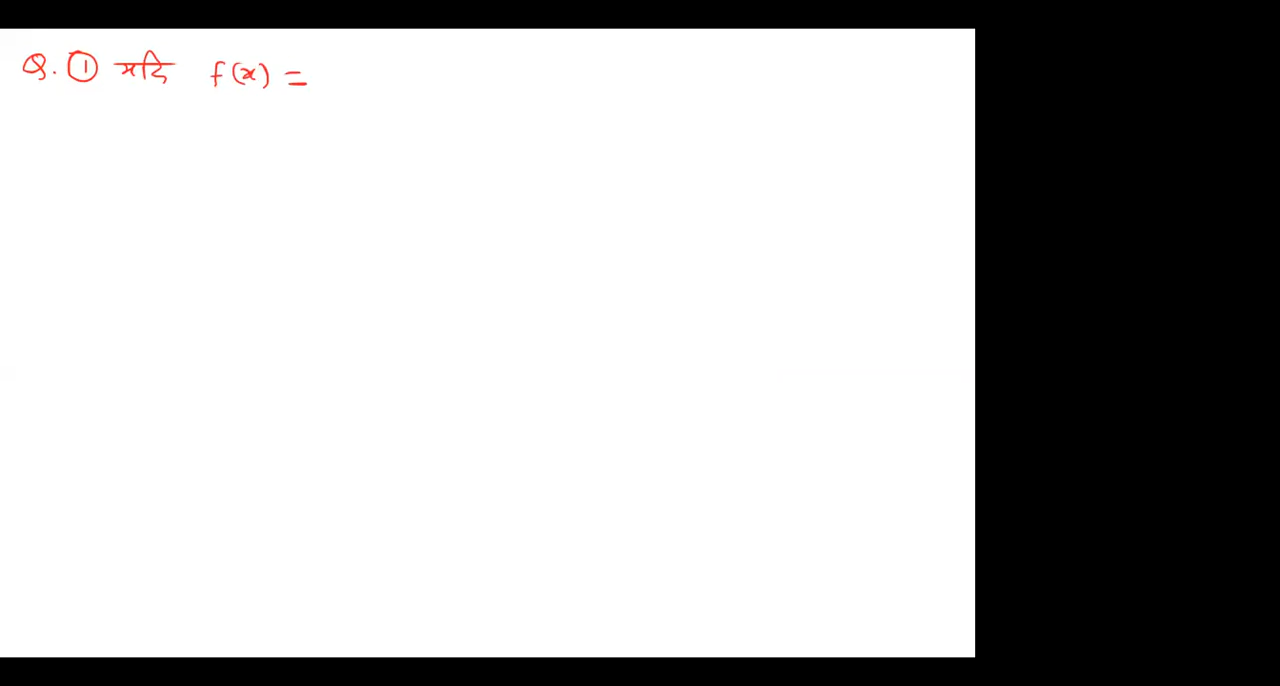 Q. ① यदि f(x) =